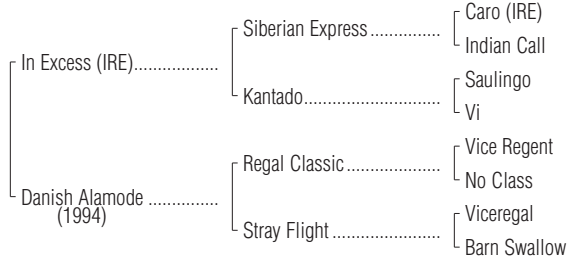 Caro (IRE)
Siberian Express...............
Indian Call
In Excess (IRE)..................
Saulingo
Kantado.............................
Vi
Vice Regent
Regal Classic....................
No Class
Danish Alamode ...............
(1994)
Viceregal
Stray Flight .......................
Barn Swallow